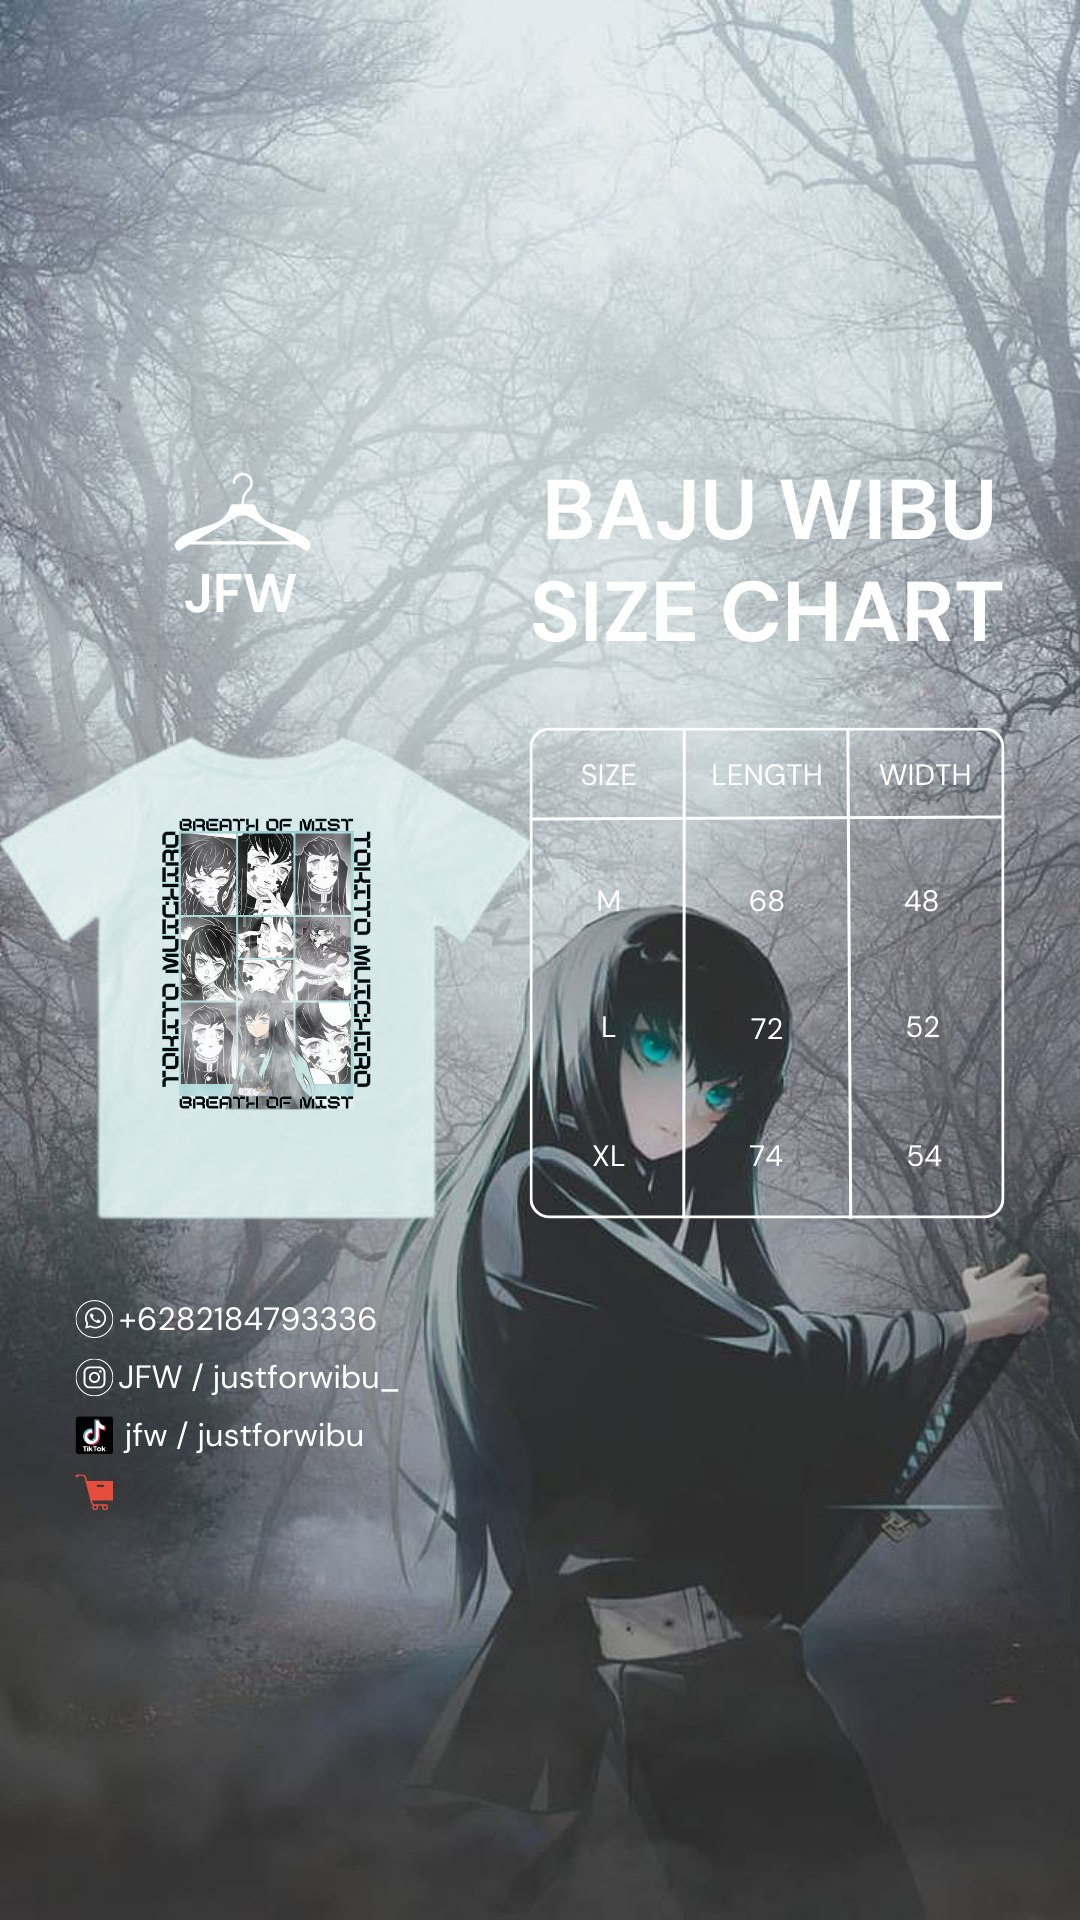 JFW
BAJU WIBU
SIZE CHART
BREATH OF MIST
TOKITO MUICHIRO
TOKITO MUICHIRO
BREATH OF MIST
SIZE LENGTH WIDTH
M 68 48
L 72 52
XL 74 54
+6282184793336
JFW / justforwibu_
TikTok
jfw / justforwibu